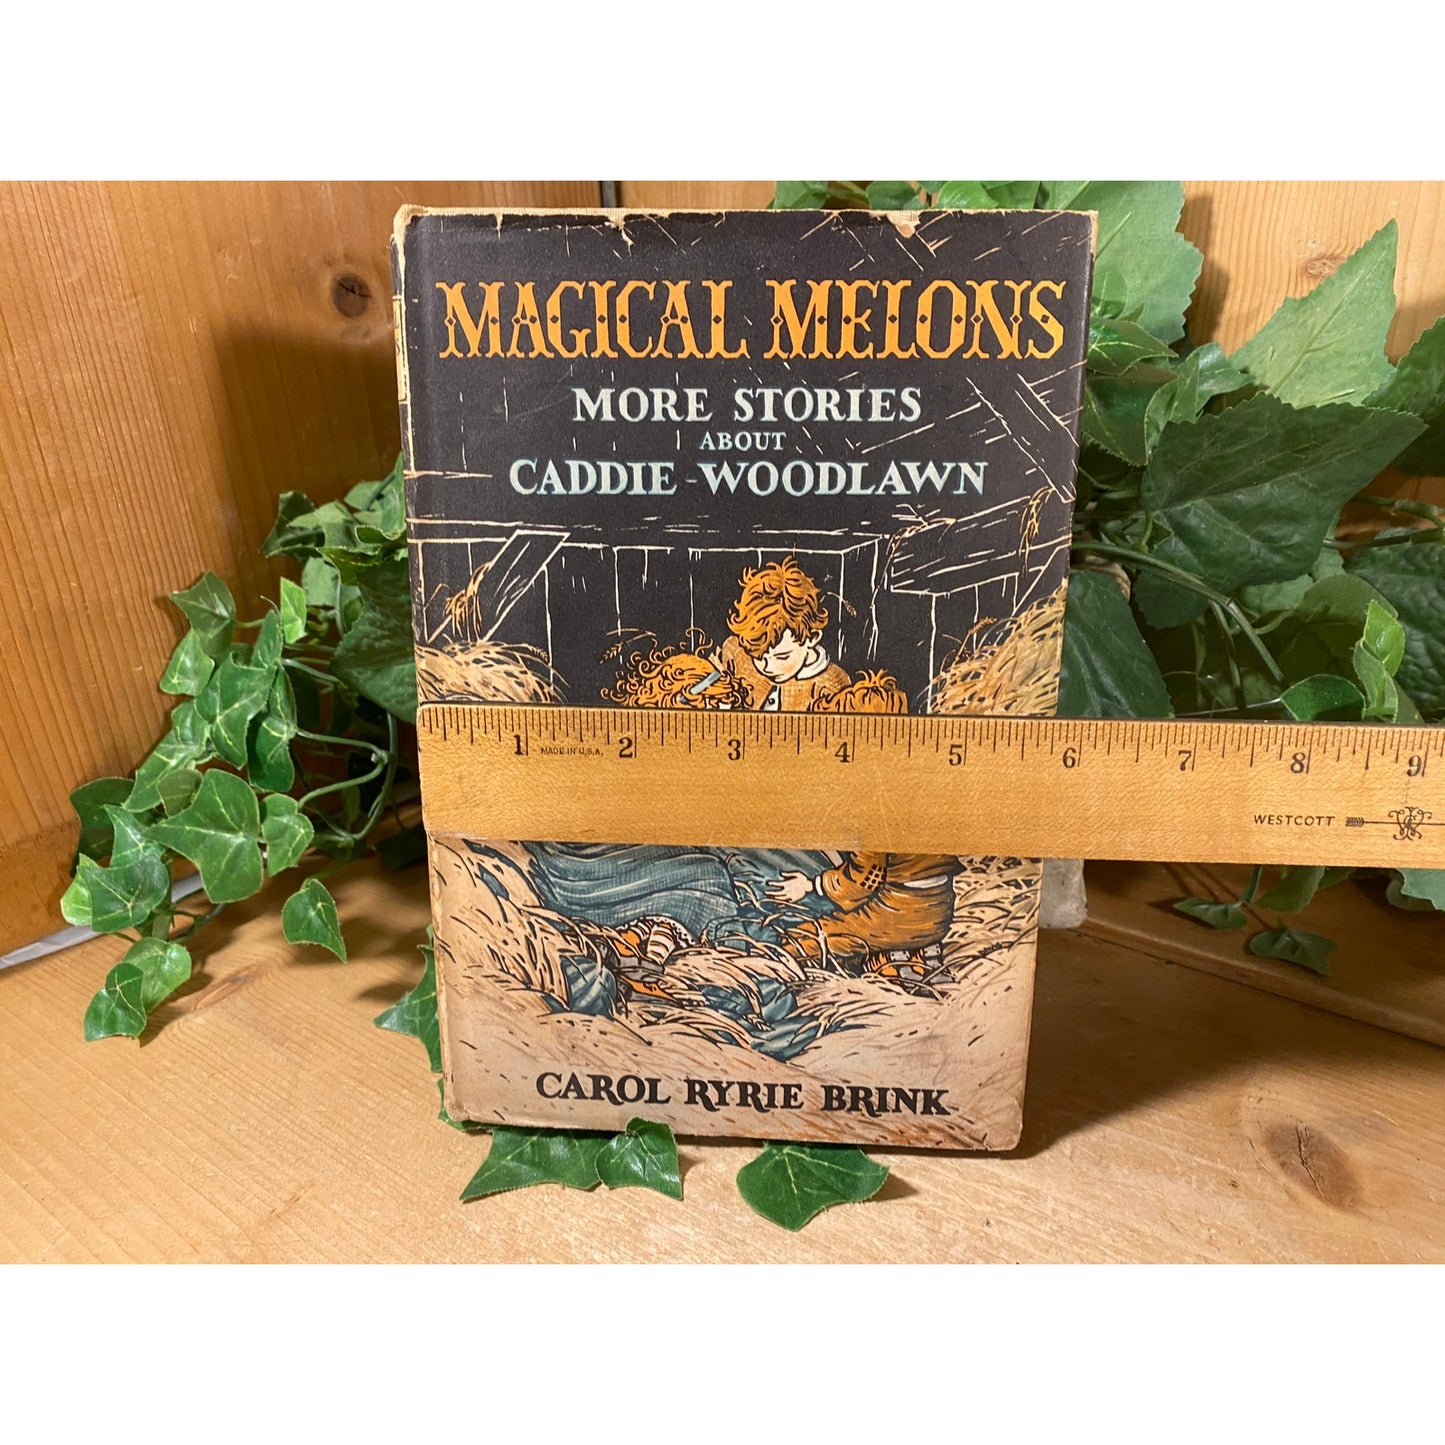 MAGICAL MELONS
MORE STORIES
ABOUT
CADDIE WOODLAWN
1 MADE IN U.S.A. 2 3 4 5 6 7 8 9
WESTCOTT
CAROL RYRIE BRINK